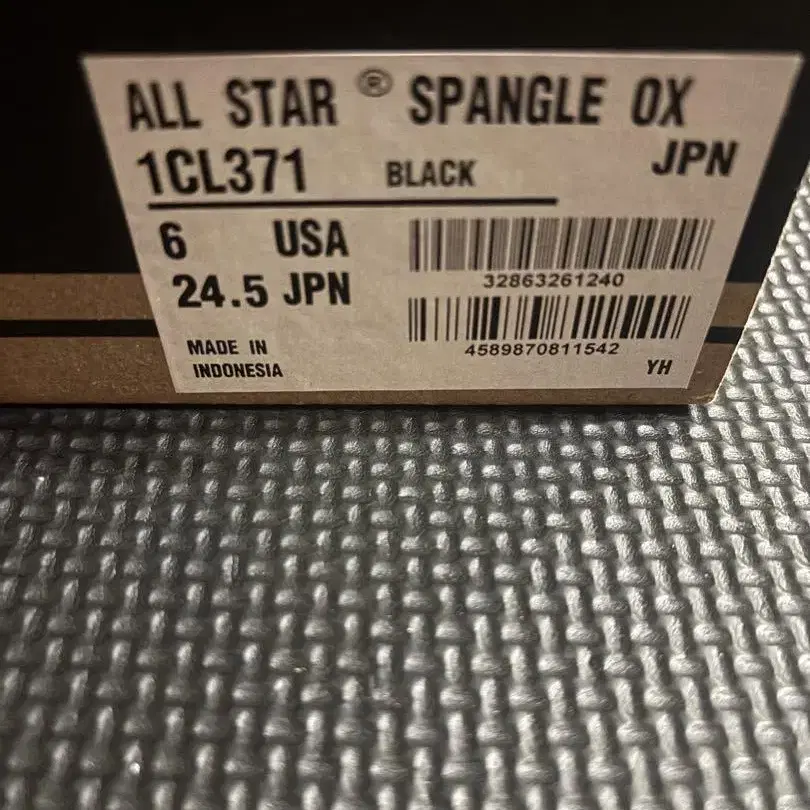 ALL STAR ® SPANGLE OX
1CL371 BLACK JPN
6 USA
24.5 JPN
32863261240
4589870811542
MADE IN
INDONESIA
YH